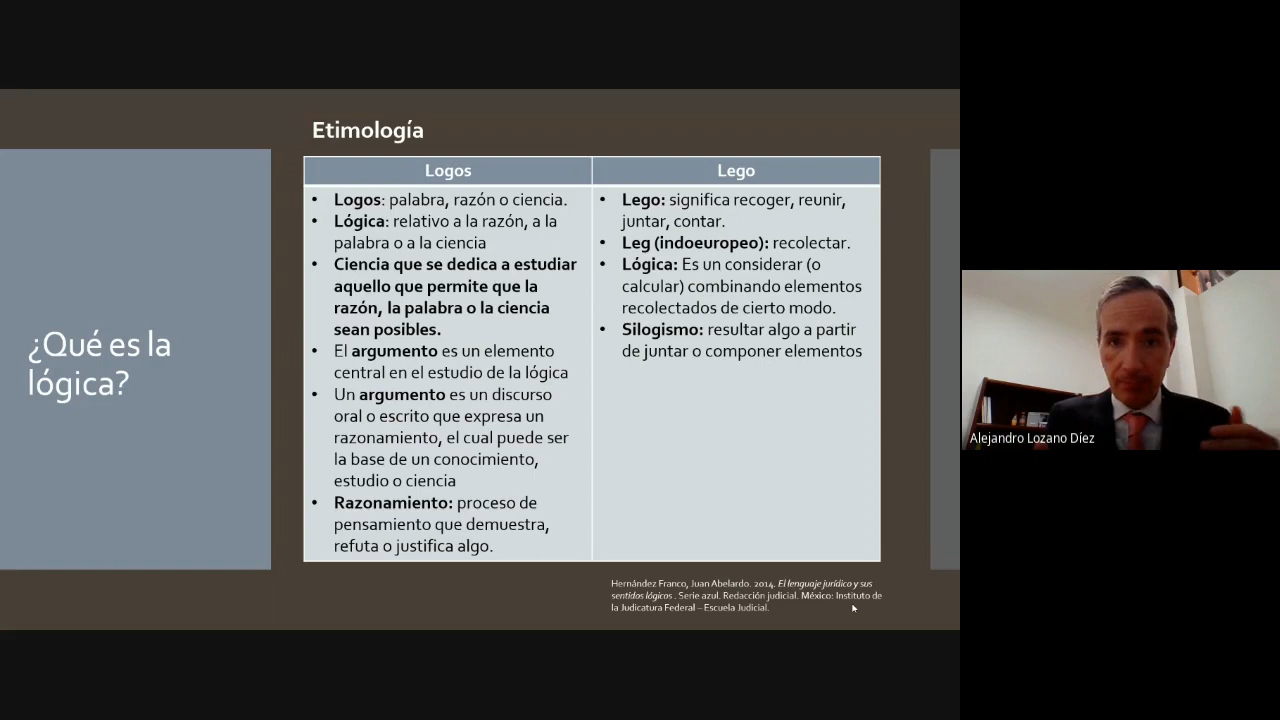 Etimología
¿Qué es la
lógica?
Logos
Logos: palabra, razón o ciencia.
Lógica: relativo a la razón, a la
palabra o a la ciencia
Ciencia que se dedica a estudiar
aquello que permite que la
razón, la palabra o la ciencia
sean posibles.
El argumento es un elemento
central en el estudio de la lógica
Un argumento es un discurso
oral o escrito que expresa un
razonamiento, el cual puede ser
la base de un conocimiento,
estudio o ciencia
Razonamiento: proceso de
pensamiento que demuestra,
refuta o justifica algo.
Lego
Lego: significa recoger, reunir,
juntar, contar.
Leg (indoeuropeo): recolectar.
Lógica: Es un considerar (o
calcular) combinando elementos
recolectados de cierto modo.
Silogismo: resultar algo a partir
de juntar o componer elementos
Hernández Franco, Juan Abelardo. 2014. El lenguaje jurídico y sus
sentidos lógicos . Serie azul. Redacción judicial. México: Instituto de
la Judicatura Federal – Escuela Judicial.
Alejandro Lozano Díez